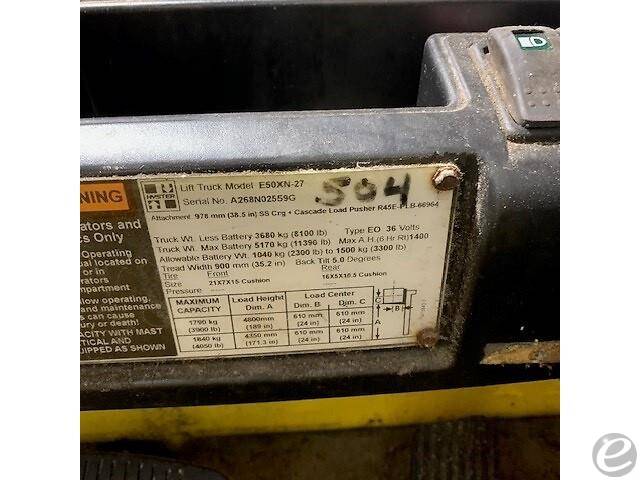 NING
rators and
cs Only
Operating
ual located on
or in
erators
mpartment
low operating,
and maintenance
s can cause
ury or death!
CAPACITY WITH MAST
TICAL AND
UIPPED AS SHOWN
HYSTER
Lift Truck Model E50XN-27
Serial No. A268N02559G
504
Attachment 978 mm (38.5 in) SS Crg + Cascade Load Pusher R45E- LB-66964
Truck Wt. Less Battery 3680 kg (8100 lb) Type EO 36 Volts
Truck Wt. Max Battery 5170 kg (11390 lb) Max A.H.(6 Hr Rt)1400
Allowable Battery Wt. 1040 kg (2300 lb) to 1500 kg (3300 lb)
Tread Width 900 mm (35.2 in) Back Tilt 5.0 Degrees
Tire Front Rear
Size 21X7X15 Cushion 16X5X10.5 Cushion
Pressure ----- -----
MAXIMUM CAPACITY Load Height Dim. A Load Center Dim. B Dim. C
1790 kg (3900 lb) 4800mm (189 in) 610 mm (24 in) 610 mm (24 in)
1840 kg (4050 lb) 4350 mm (171.3 in) 610 mm (24 in) 610 mm (24 in)
C
B
A
e